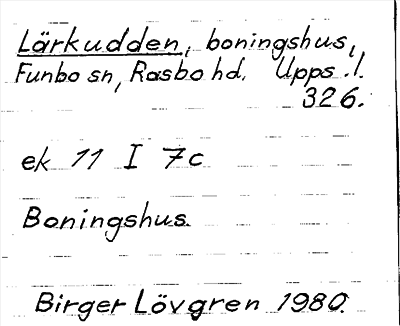 Lärkudden, boningshus,
Funbo sn, Rasbo hd. Upps. l.
326.
ek 11 I 7c
Boningshus.
Birger Lövgren 1980.